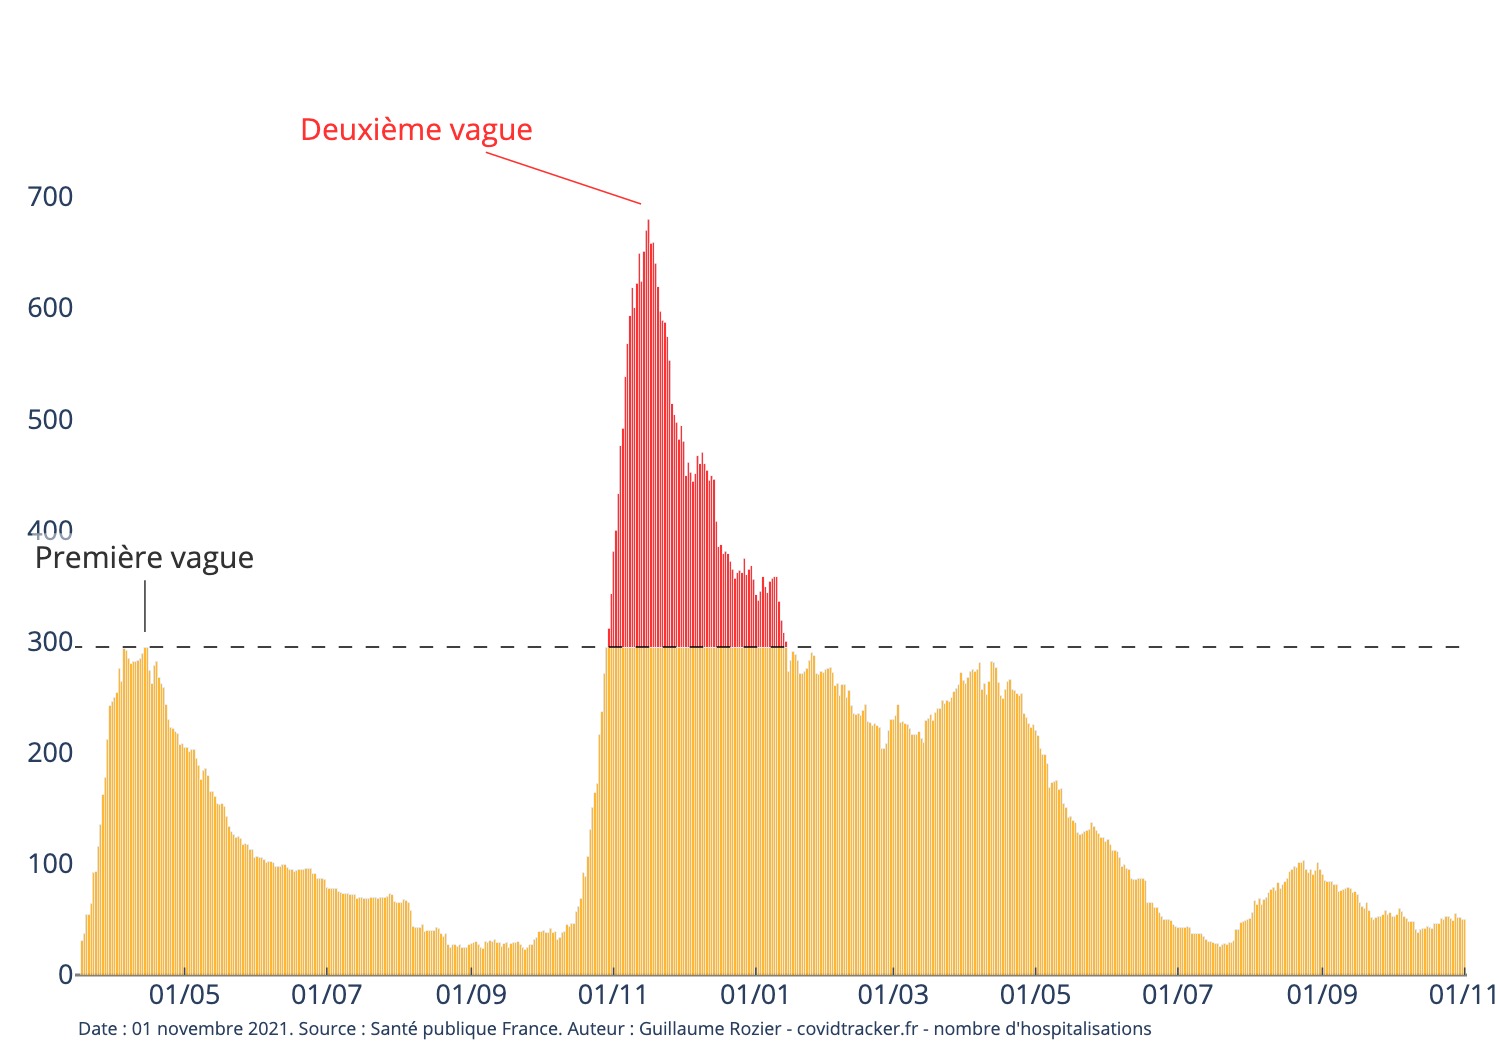 Deuxième vague
700
600
500
400
Première vague
300
200
100
0
01/05 01/07 01/09 01/11 01/01 01/03 01/05 01/07 01/09 01/11
Date : 01 novembre 2021. Source : Santé publique France. Auteur : Guillaume Rozier - covidtracker.fr - nombre d'hospitalisations